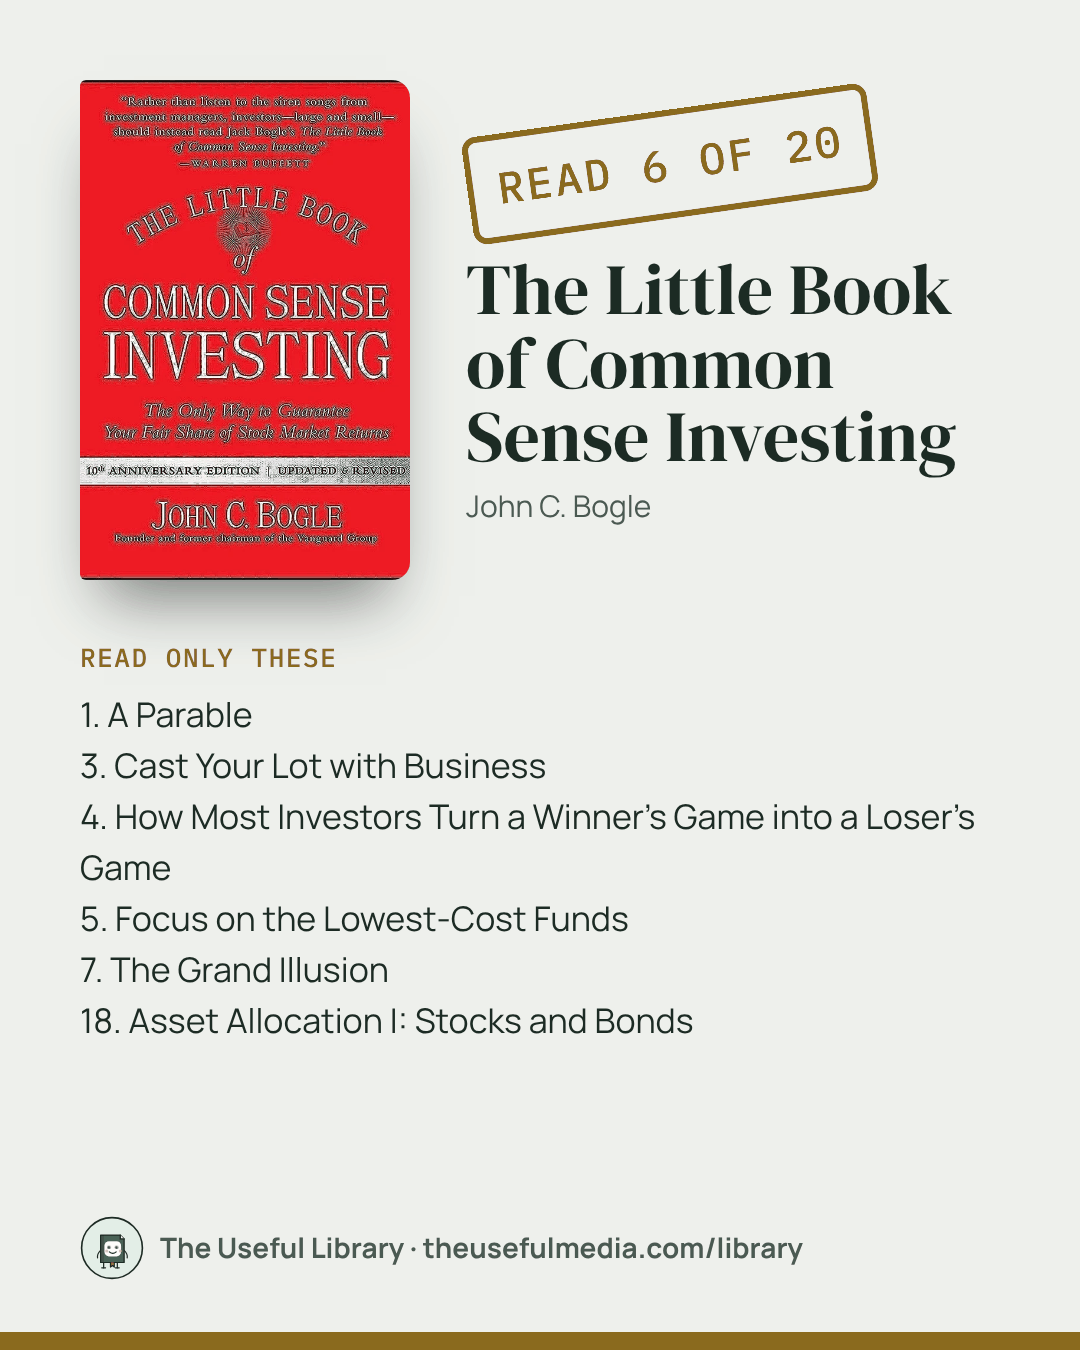 “Rather than listen to the siren songs from
investment managers, investors—large and small—
should instead read Jack Bogle’s The Little Book
of Common Sense Investing.”
—WARREN BUFFETT
THE LITTLE BOOK
of
COMMON SENSE
INVESTING
The Only Way to Guarantee
Your Fair Share of Stock Market Returns
10th ANNIVERSARY EDITION | UPDATED & REVISED
JOHN C. BOGLE
Founder and former chairman of the Vanguard Group
READ 6 OF 20
The Little Book
of Common
Sense Investing
John C. Bogle
READ ONLY THESE
1. A Parable
3. Cast Your Lot with Business
4. How Most Investors Turn a Winner’s Game into a Loser’s
Game
5. Focus on the Lowest-Cost Funds
7. The Grand Illusion
18. Asset Allocation I: Stocks and Bonds
The Useful Library · theusefulmedia.com/library